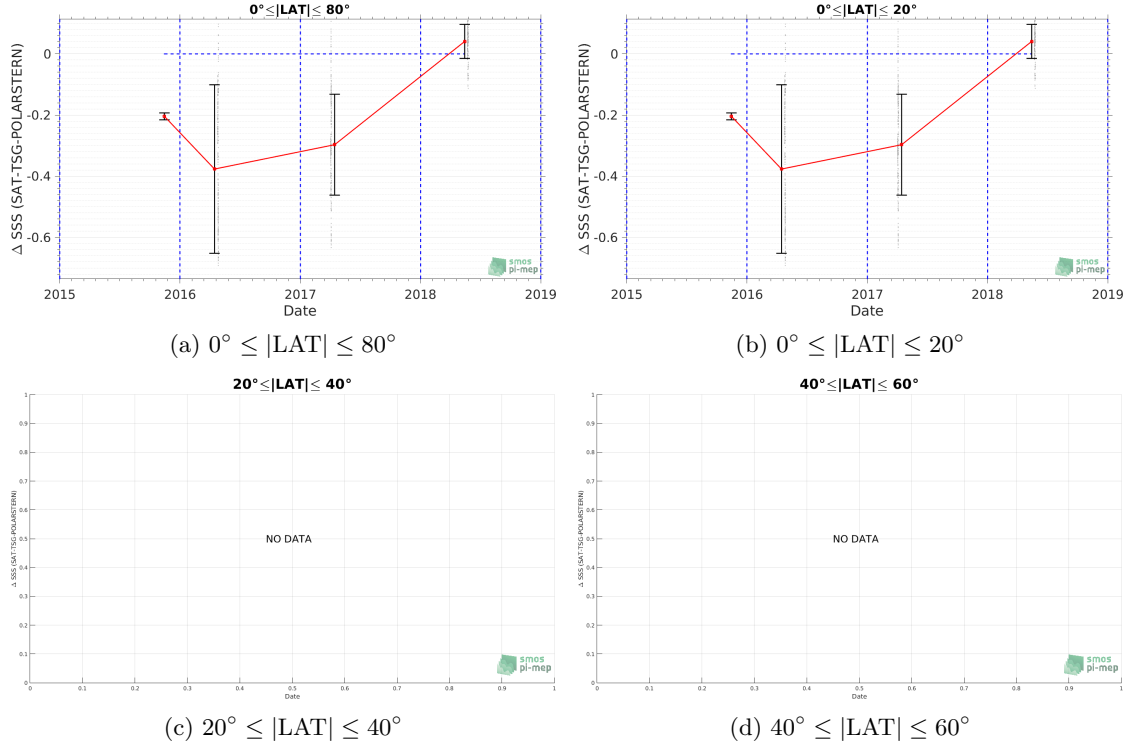 0°≤|LAT|≤ 80°
Δ SSS (SAT-TSG-POLARSTERN)
0
-0.2
-0.4
-0.6
2015
2016
2017
2018
2019
Date
smos
pi-mep
(a) 0° ≤ |LAT| ≤ 80°
0°≤|LAT|≤ 20°
Δ SSS (SAT-TSG-POLARSTERN)
0
-0.2
-0.4
-0.6
2015
2016
2017
2018
2019
Date
smos
pi-mep
(b) 0° ≤ |LAT| ≤ 20°
20°≤|LAT|≤ 40°
Δ SSS (SAT-TSG-POLARSTERN)
1
0.9
0.8
0.7
0.6
0.5
0.4
0.3
0.2
0.1
0
NO DATA
0
0.1
0.2
0.3
0.4
0.5
0.6
0.7
0.8
0.9
1
Date
smos
pi-mep
(c) 20° ≤ |LAT| ≤ 40°
40°≤|LAT|≤ 60°
Δ SSS (SAT-TSG-POLARSTERN)
1
0.9
0.8
0.7
0.6
0.5
0.4
0.3
0.2
0.1
0
NO DATA
0
0.1
0.2
0.3
0.4
0.5
0.6
0.7
0.8
0.9
1
Date
smos
pi-mep
(d) 40° ≤ |LAT| ≤ 60°